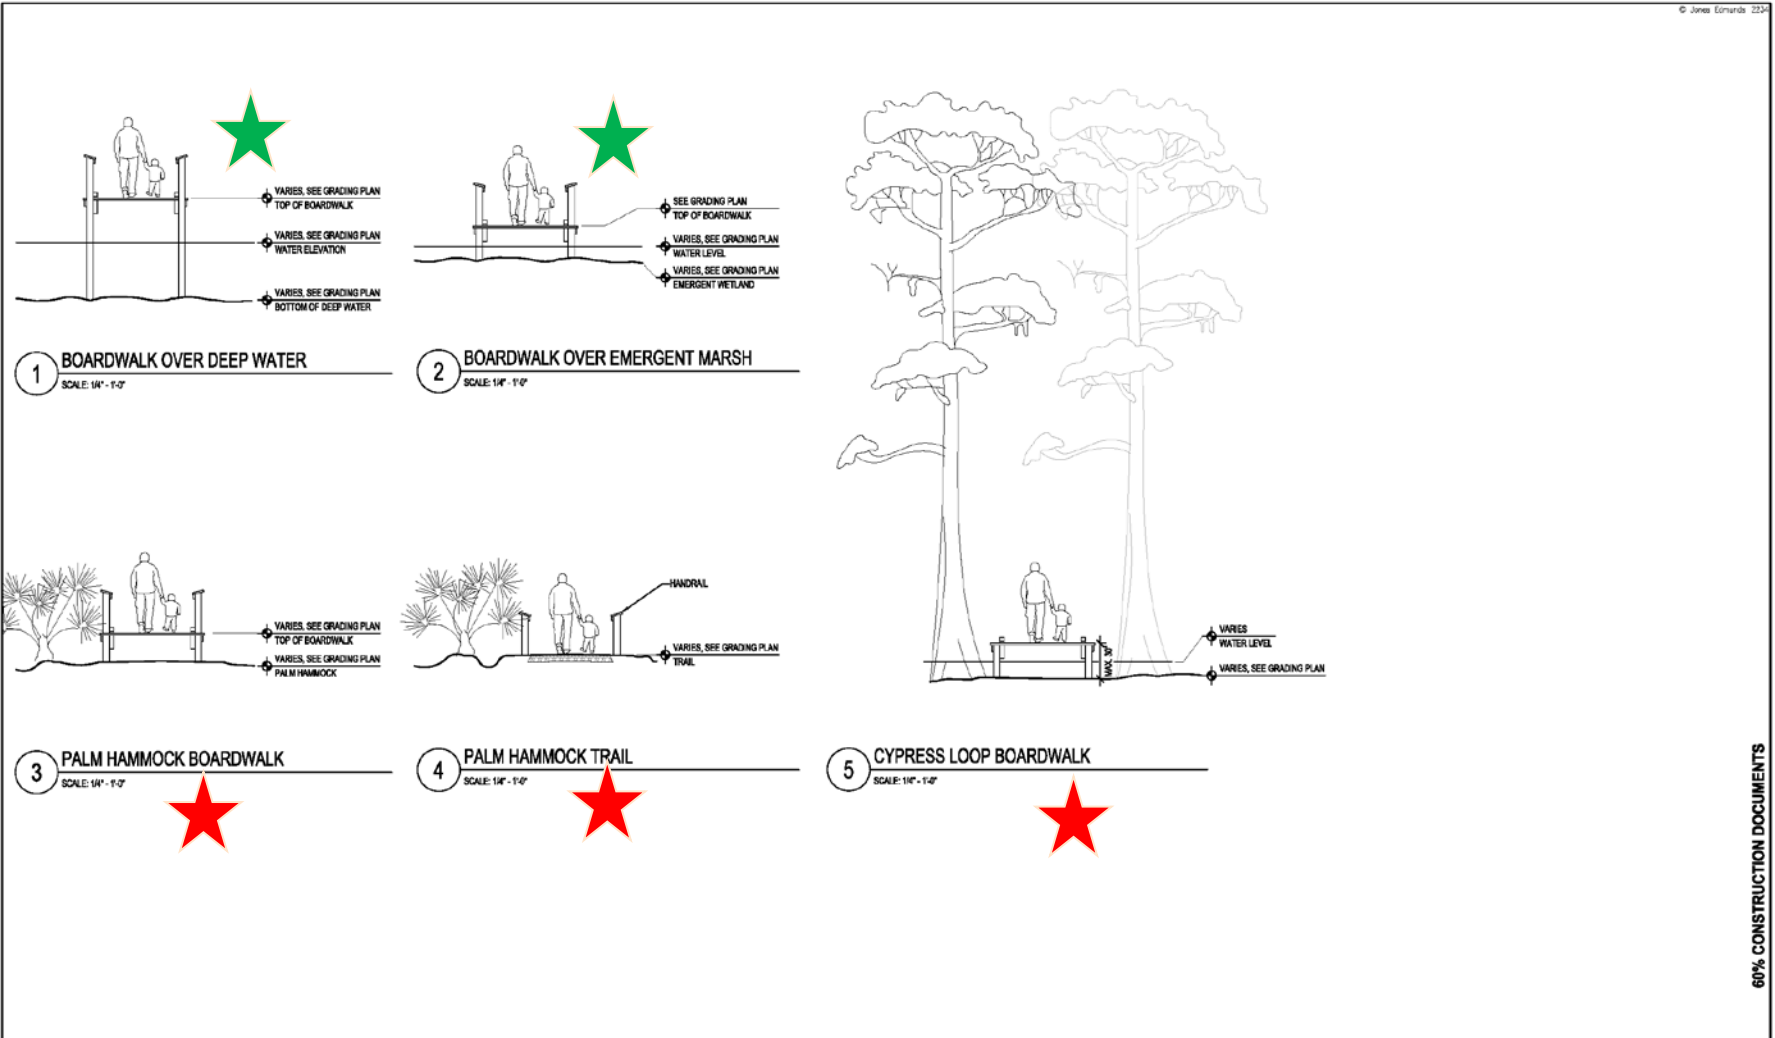 © Jones Edmunds 2234
VARIES, SEE GRADING PLAN
TOP OF BOARDWALK
VARIES, SEE GRADING PLAN
WATER ELEVATION
VARIES, SEE GRADING PLAN
BOTTOM OF DEEP WATER
1
BOARDWALK OVER DEEP WATER
SCALE: 1/4" - 1'-0"
SEE GRADING PLAN
TOP OF BOARDWALK
VARIES, SEE GRADING PLAN
WATER LEVEL
VARIES, SEE GRADING PLAN
EMERGENT WETLAND
2
BOARDWALK OVER EMERGENT MARSH
SCALE: 1/4" - 1'-0"
VARIES, SEE GRADING PLAN
TOP OF BOARDWALK
VARIES, SEE GRADING PLAN
PALM HAMMOCK
3
PALM HAMMOCK BOARDWALK
SCALE: 1/4" - 1'-0"
HANDRAIL
VARIES, SEE GRADING PLAN
TRAIL
4
PALM HAMMOCK TRAIL
SCALE: 1/4" - 1'-0"
MAX. 30"
VARIES
WATER LEVEL
VARIES, SEE GRADING PLAN
5
CYPRESS LOOP BOARDWALK
SCALE: 1/4" - 1'-0"
60% CONSTRUCTION DOCUMENTS